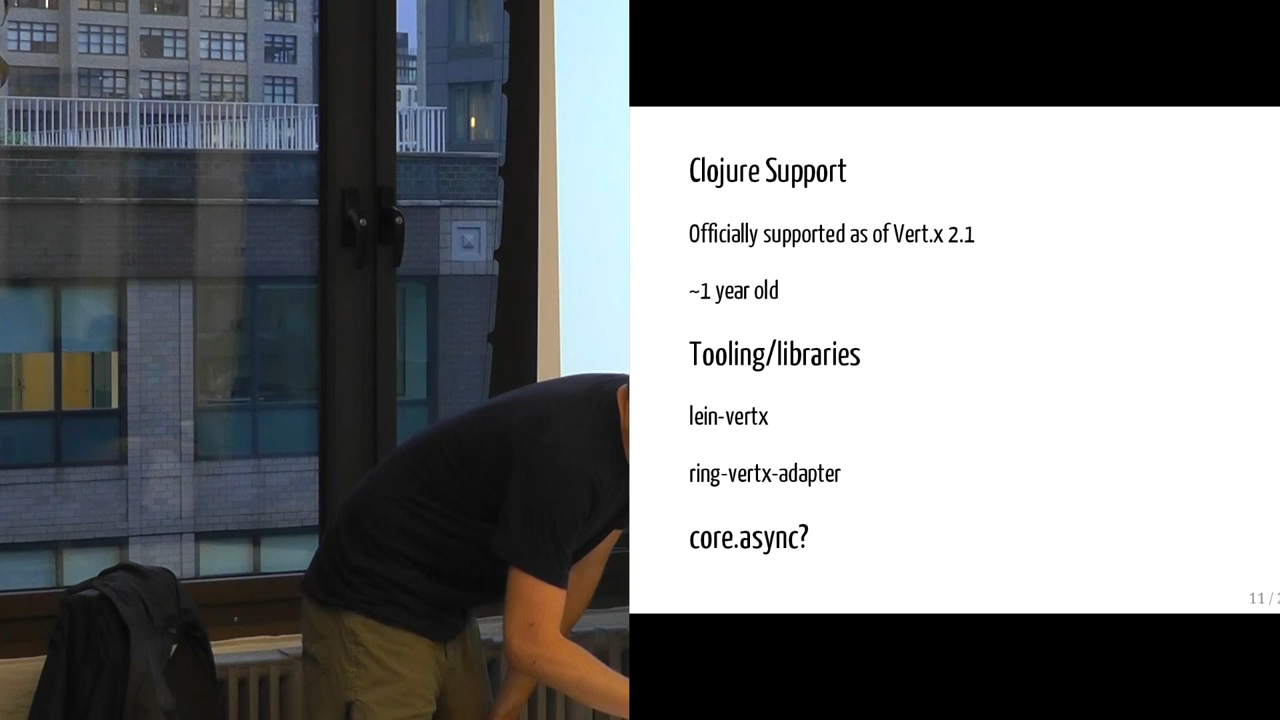 Clojure Support
Officially supported as of Vert.x 2.1
~1 year old
Tooling/libraries
lein-vertx
ring-vertx-adapter
core.async?
11 /